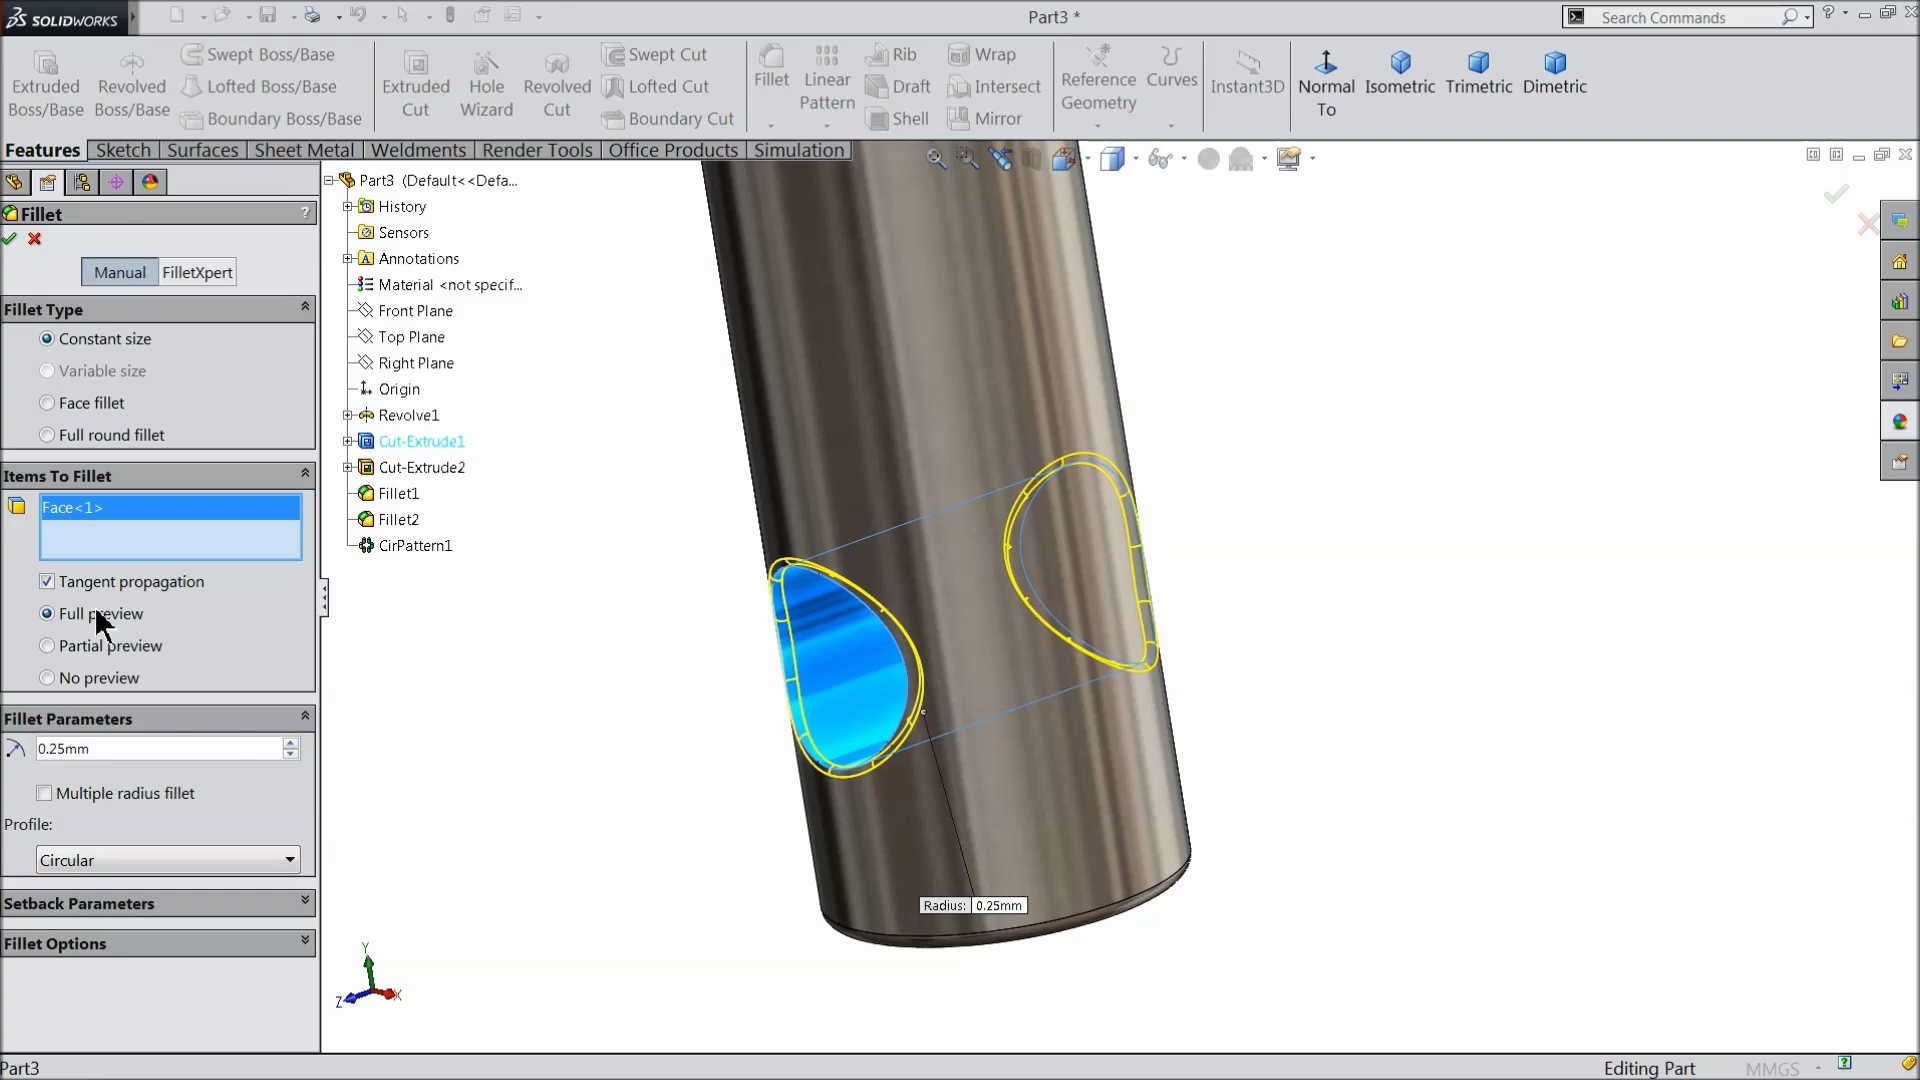 SOLIDWORKS
Part3 *
Search Commands
?
Extruded Boss/Base
Revolved Boss/Base
Swept Boss/Base
Lofted Boss/Base
Boundary Boss/Base
Extruded Cut
Hole Wizard
Revolved Cut
Swept Cut
Lofted Cut
Boundary Cut
Fillet
Linear Pattern
Rib
Draft
Shell
Wrap
Intersect
Mirror
Reference Geometry
Curves
Instant3D
Normal To
Isometric
Trimetric
Dimetric
Features
Sketch
Surfaces
Sheet Metal
Weldments
Render Tools
Office Products
Simulation
Fillet
?
Manual
FilletXpert
Fillet Type
Constant size
Variable size
Face fillet
Full round fillet
Items To Fillet
Face<1>
Tangent propagation
Full preview
Partial preview
No preview
Fillet Parameters
0.25mm
Multiple radius fillet
Profile:
Circular
Setback Parameters
Fillet Options
Part3 (Default<<Defa...
History
Sensors
Annotations
Material <not specif...
Front Plane
Top Plane
Right Plane
Origin
Revolve1
Cut-Extrude1
Cut-Extrude2
Fillet1
Fillet2
CirPattern1
Radius: 0.25mm
Y
Z
X
Part3
Editing Part
MMGS
?